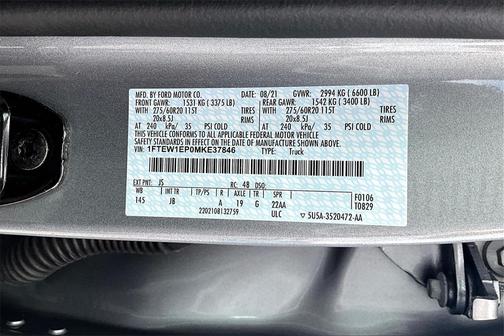 MFD. BY FORD MOTOR CO. 08/21 GVWR: 2994 KG ( 6600 LB)
FRONT GAWR: 1531 KG ( 3375 LB) REAR GAWR: 1542 KG ( 3400 LB)
WITH 275/60R20 115T TIRES WITH 275/60R20 115T TIRES
20x8.5J RIMS 20x8.5J RIMS
AT 240 kPa/ 35 PSI COLD AT 240 kPa/ 35 PSI COLD
THIS VEHICLE CONFORMS TO ALL APPLICABLE FEDERAL MOTOR VEHICLE
SAFETY STANDARDS IN EFFECT ON THE DATE OF MANUFACTURE SHOWN ABOVE.
VIN: 1FTEW1EP0MKE37846 TYPE: Truck
EXT PNT: JS RC: 48 DSO:
WB INT TR TP/PS R AXLE TR SPR F0106
145 JB A 19 G 22AA T0829
2202108132759 ULC 5U5A-3520472-AA